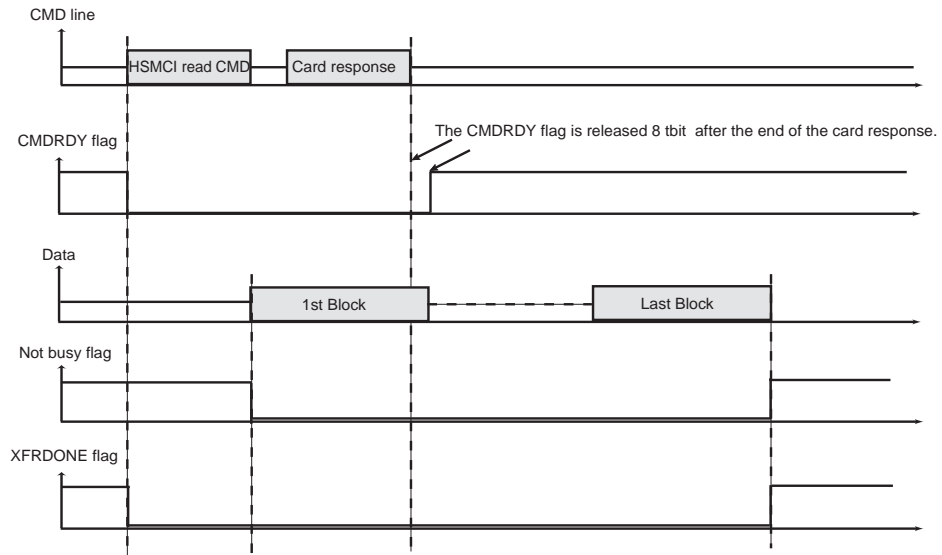 CMD line
HSMCI read CMD
Card response
The CMDRDY flag is released 8 tbit after the end of the card response.
CMDRDY flag
Data
1st Block
Last Block
Not busy flag
XFRDONE flag